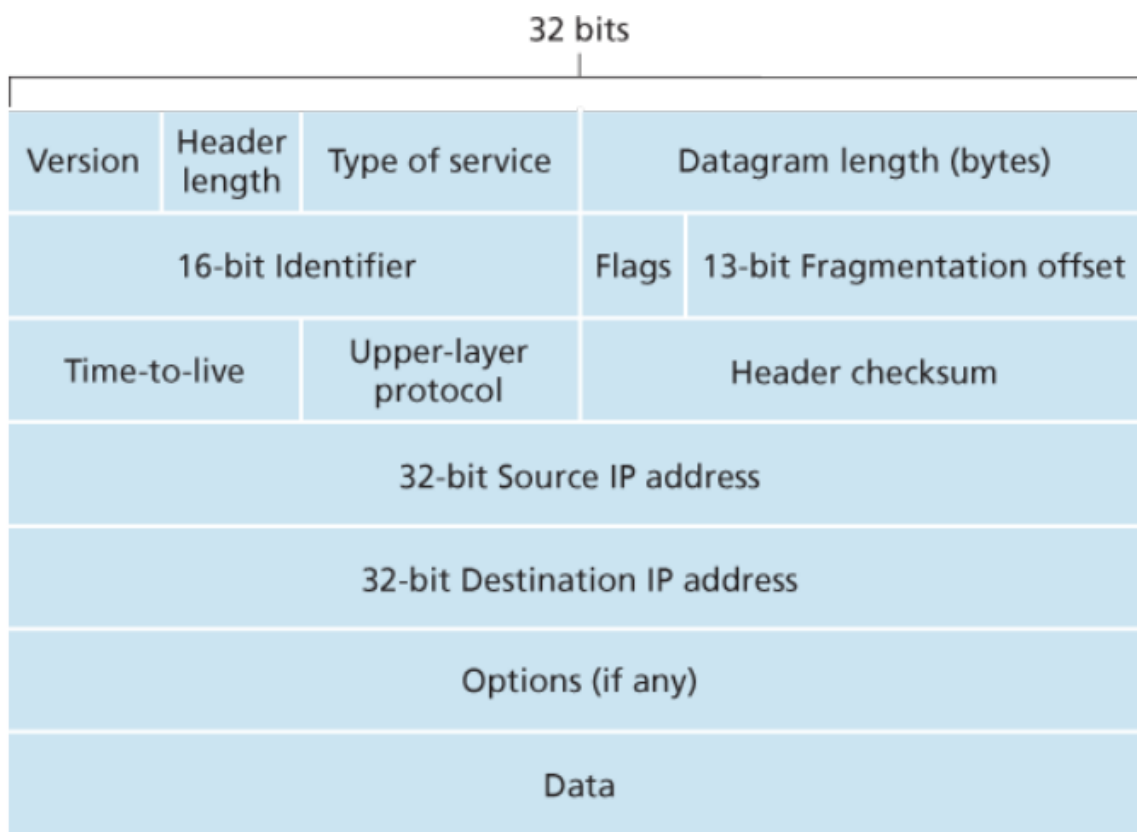 32 bits
Version
Header
length
Type of service
Datagram length (bytes)
16-bit Identifier
Flags
13-bit Fragmentation offset
Time-to-live
Upper-layer
protocol
Header checksum
32-bit Source IP address
32-bit Destination IP address
Options (if any)
Data